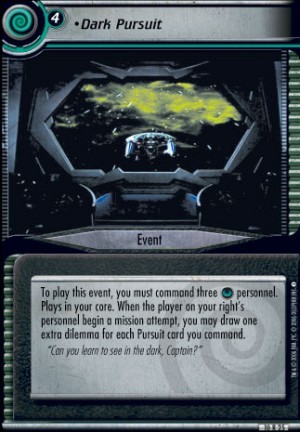 4
•Dark Pursuit
Event
To play this event, you must command three personnel.
Plays in your core. When the player on your right's
personnel begin a mission attempt, you may draw one
extra dilemma for each Pursuit card you command.
"Can you learn to see in the dark, Captain?"